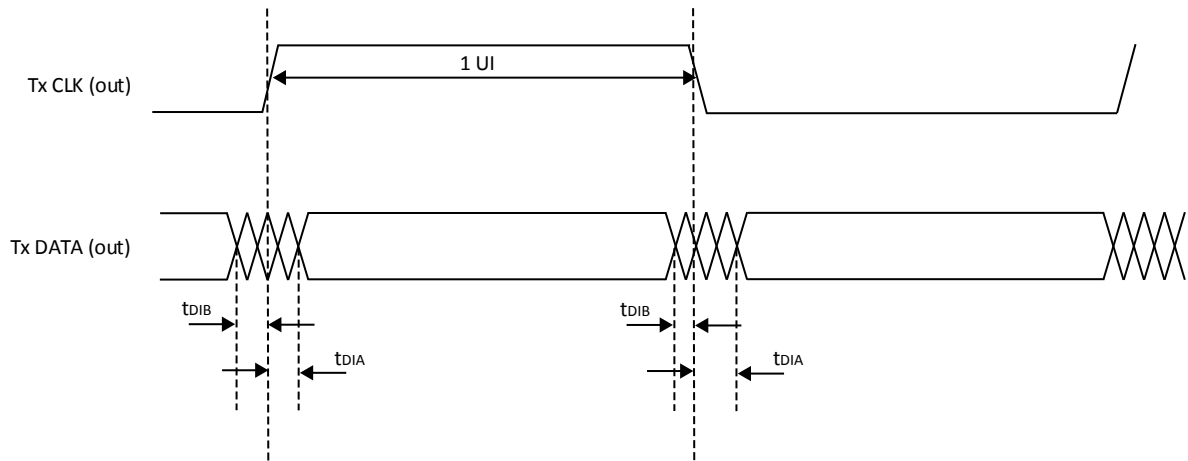 1 UI
Tx CLK (out)
Tx DATA (out)
tDIB
tDIB
tDIA
tDIA